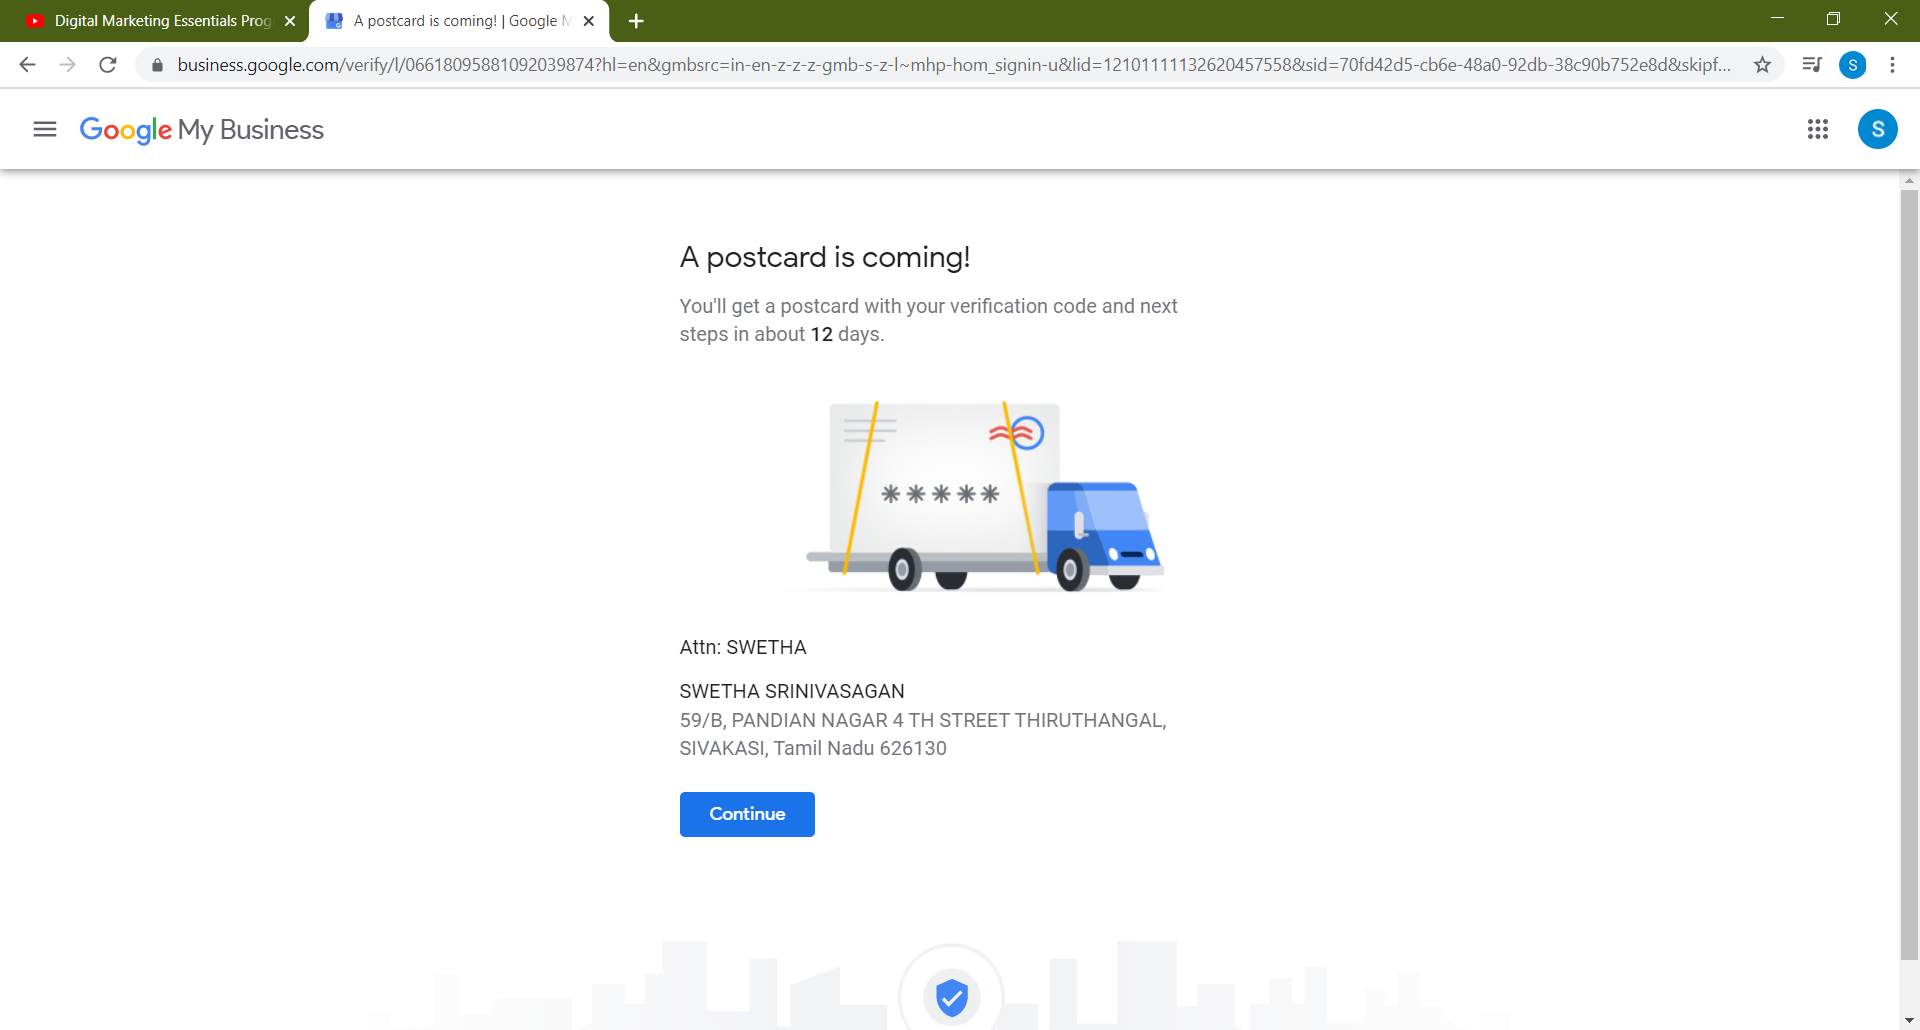 Digital Marketing Essentials Prog
A postcard is coming! | Google M
business.google.com/verify/l/06618095881092039874?hl=en&gmbsrc=in-en-z-z-z-gmb-s-z-l~mhp-hom_signin-u&lid=12101111132620457558&sid=70fd42d5-cb6e-48a0-92db-38c90b752e8d&skipf...
S
Google My Business
S
A postcard is coming!
You'll get a postcard with your verification code and next
steps in about 12 days.
*****
Attn: SWETHA
SWETHA SRINIVASAGAN
59/B, PANDIAN NAGAR 4 TH STREET THIRUTHANGAL,
SIVAKASI, Tamil Nadu 626130
Continue